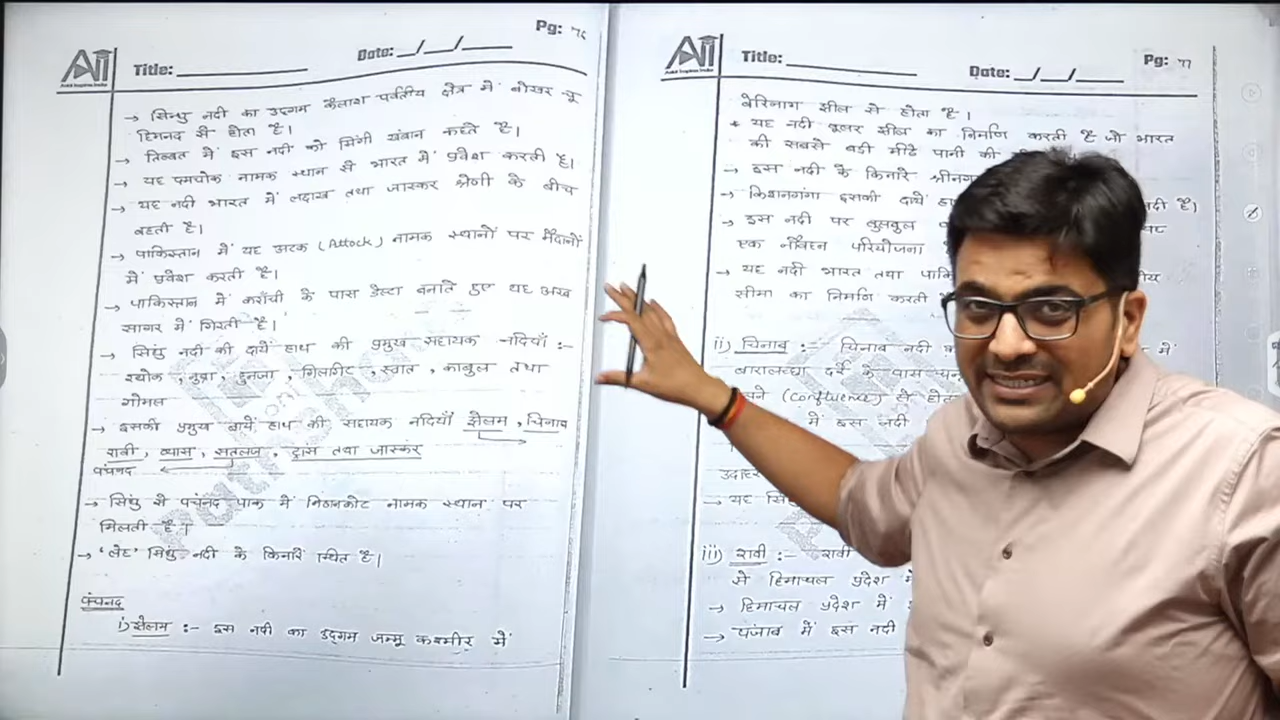 Pg: 76
Title:
Date: _/_/_
→ सिन्धु नदी का उद्गम कैलाश पर्वतीय क्षेत्र में बोखर चू
हिमनद से होता है।
→ तिब्बत में इस नदी को सिंगी खंबान कहते है।
→ यह दमचोक नामक स्थान से भारत में प्रवेश करती है।
→ यह नदी भारत में लद्दाख तथा जास्कर श्रेणी के बीच
बहती है।
→ पाकिस्तान में यह अटक (Attock) नामक स्थानों पर मैदानों
में प्रवेश करती है।
→ पाकिस्तान में कराँची के पास डेल्टा बनाते हुए यह अरब
सागर में गिरती है।
→ सिंधु नदी की दायें हाथ की प्रमुख सहायक नदियाँ :-
श्योक, नुब्रा, हुनजा, गिलगिट, स्वात, काबुल तथा
गोमल
→ इसकी प्रमुख बायें हाथ की सहायक नदियाँ झेलम, चिनाब
रावी, व्यास, सतलज, द्रास तथा जास्कर
पंचनद
→ सिंधु से पचंनद पाक में मिठानकोट नामक स्थान पर
मिलती है।
→ 'लेह' सिंधु नदी के किनारे स्थित है।
पंचनद
i) झेलम :- इस नदी का उद्गम जम्मू कश्मीर में
Pg: 77
Title:
Date: _/_/_
बेरिनाग झील से होता है।
यह नदी वूलर झील का निर्माण करती है जो भारत
की सबसे बडी मीठे पानी की
→ इस नदी के किनारे श्रीनगर
→ किशनगंगा इसकी दायें नदी है।
→ इस नदी पर तुलबुल
एक नौवहन परियोजना
→ यह नदी भारत तथा
सीमा का निर्माण करती
ii) चिनाब :- चिनाब नदी में
बारालच्चा दर्रे के पास
(confluence) से
में इस नदी
→ यह
iii) रावी :- रावी
से हिमाचल प्रदेश में
→ हिमाचल प्रदेश में
→ पंजाब में इस नदी